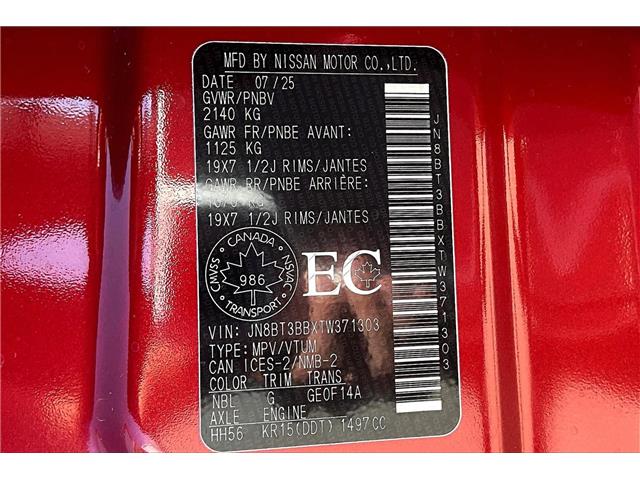 MFD BY NISSAN MOTOR CO.,LTD.
DATE 07/25
GVWR/PNBV
2140 KG
GAWR FR/PNBE AVANT:
1125 KG
19X7 1/2J RIMS/JANTES
GAWR RR/PNBE ARRIÈRE:
KG
19X7 1/2J RIMS/JANTES
CANADA
CMVSS 986 NSVAC
TRANSPORT
EC
VIN: JN8BT3BBXTW371303
TYPE: MPV/VTUM
CAN ICES-2/NMB-2
COLOR TRIM TRANS
NBL G GE0F14A
AXLE ENGINE
HH56 KR15(DDT) 1497CC
JN8BT3BBXTW371303